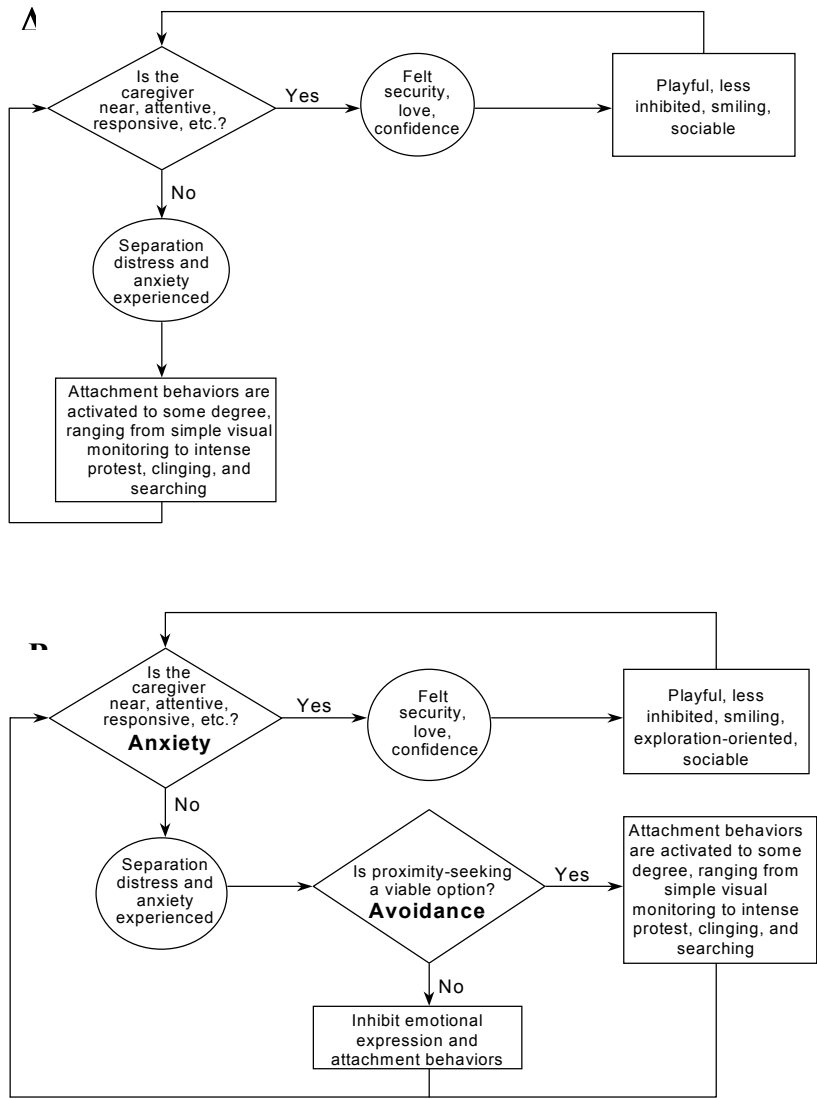 A
Is the
caregiver
near, attentive,
responsive, etc.?
Yes
Felt
security,
love,
confidence
Playful, less
inhibited, smiling,
sociable
No
Separation
distress and
anxiety
experienced
Attachment behaviors are
activated to some degree,
ranging from simple visual
monitoring to intense
protest, clinging, and
searching
Is the
caregiver
near, attentive,
responsive, etc.?
Anxiety
Yes
Felt
security,
love,
confidence
Playful, less
inhibited, smiling,
exploration-oriented,
sociable
No
Separation
distress and
anxiety
experienced
Is proximity-seeking
a viable option?
Avoidance
Yes
Attachment behaviors
are activated to some
degree, ranging from
simple visual
monitoring to intense
protest, clinging, and
searching
No
Inhibit emotional
expression and
attachment behaviors